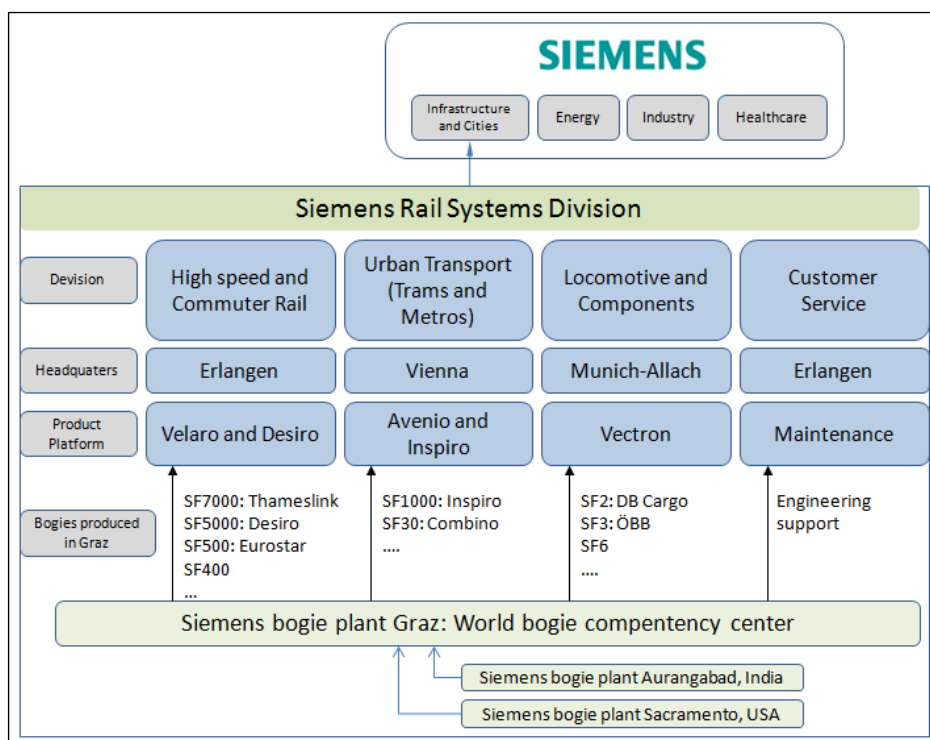 SIEMENS
Infrastructure
and Cities
Energy
Industry
Healthcare
Siemens Rail Systems Division
Devision
High speed and
Commuter Rail
Urban Transport
(Trams and
Metros)
Locomotive and
Components
Customer
Service
Headquaters
Erlangen
Vienna
Munich-Allach
Erlangen
Product
Platform
Velaro and Desiro
Avenio and
Inspiro
Vectron
Maintenance
Bogies produced
in Graz
SF7000: Thameslink
SF5000: Desiro
SF500: Eurostar
SF400
...
SF1000: Inspiro
SF30: Combino
....
SF2: DB Cargo
SF3: ÖBB
SF6
....
Engineering
support
Siemens bogie plant Graz: World bogie compentency center
Siemens bogie plant Aurangabad, India
Siemens bogie plant Sacramento, USA